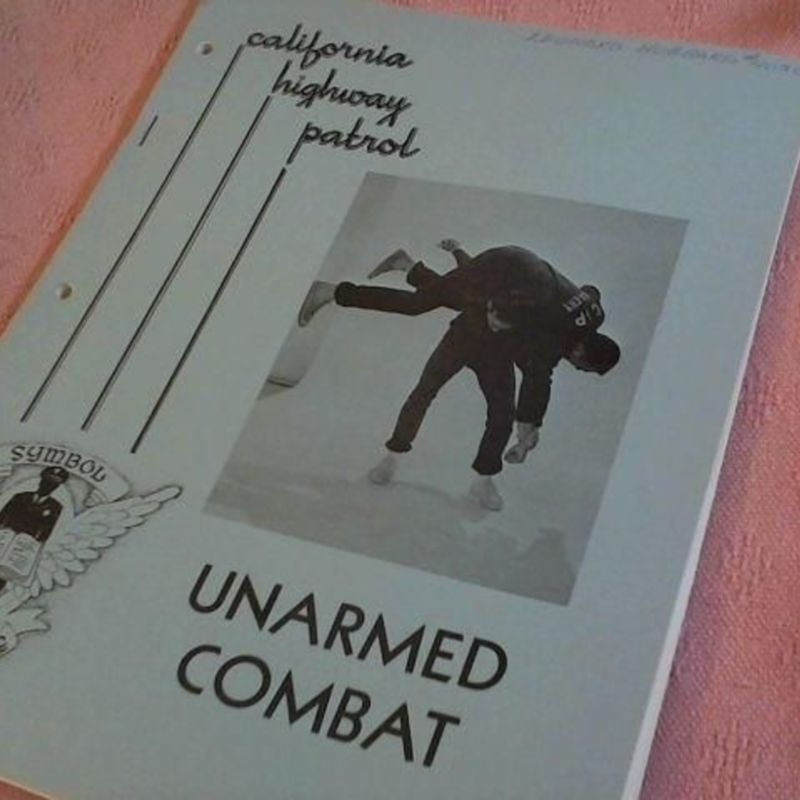 california
highway
patrol
SYMBOL
UNARMED
COMBAT